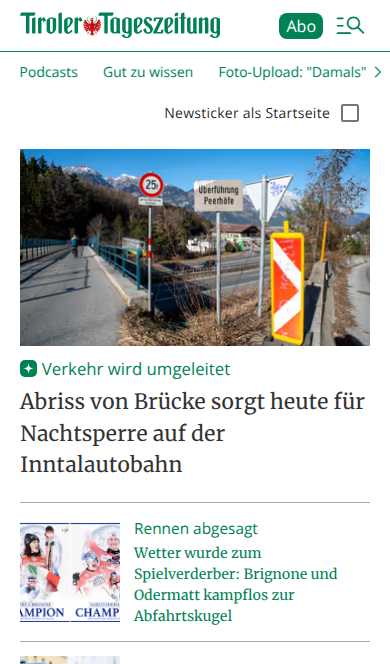 Tiroler Tageszeitung
Abo
Podcasts Gut zu wissen Foto-Upload: "Damals"
Newsticker als Startseite
25
Überführung
Peerhöfe
Verkehr wird umgeleitet
Abriss von Brücke sorgt heute für
Nachtsperre auf der
Inntalautobahn
Rennen abgesagt
Wetter wurde zum
Spielverderber: Brignone und
Odermatt kampflos zur
Abfahrtskugel
AMPION CHAMP